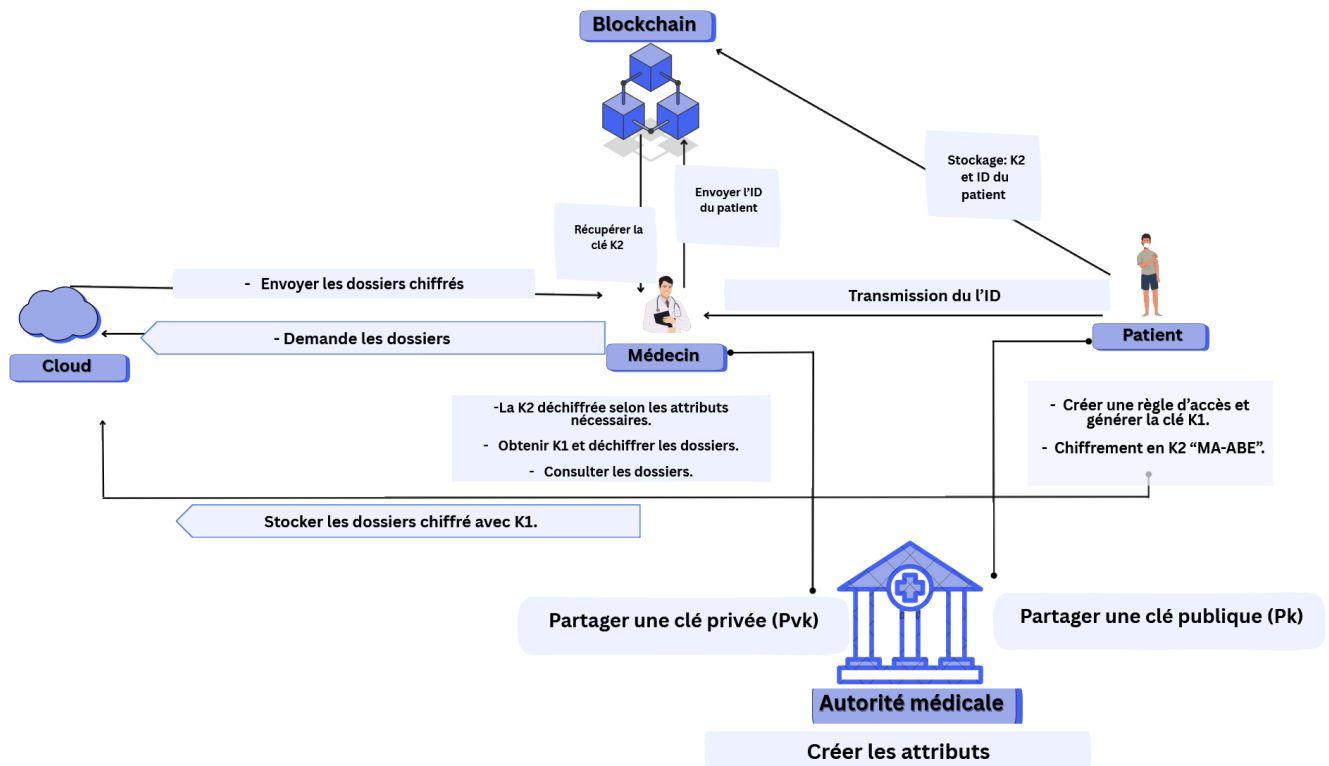 Blockchain
Stockage: K2
et ID du
patient
Envoyer l'ID
du patient
Récupérer la
clé K2
- Envoyer les dossiers chiffrés
Transmission du l'ID
- Demande les dossiers
Cloud
Médecin
Patient
-La K2 déchiffrée selon les attributs
nécessaires.
- Obtenir K1 et déchiffrer les dossiers.
- Consulter les dossiers.
- Créer une règle d'accès et
générer la clé K1.
- Chiffrement en K2 “MA-ABE”.
Stocker les dossiers chiffré avec K1.
Partager une clé privée (Pvk)
Partager une clé publique (Pk)
Autorité médicale
Créer les attributs